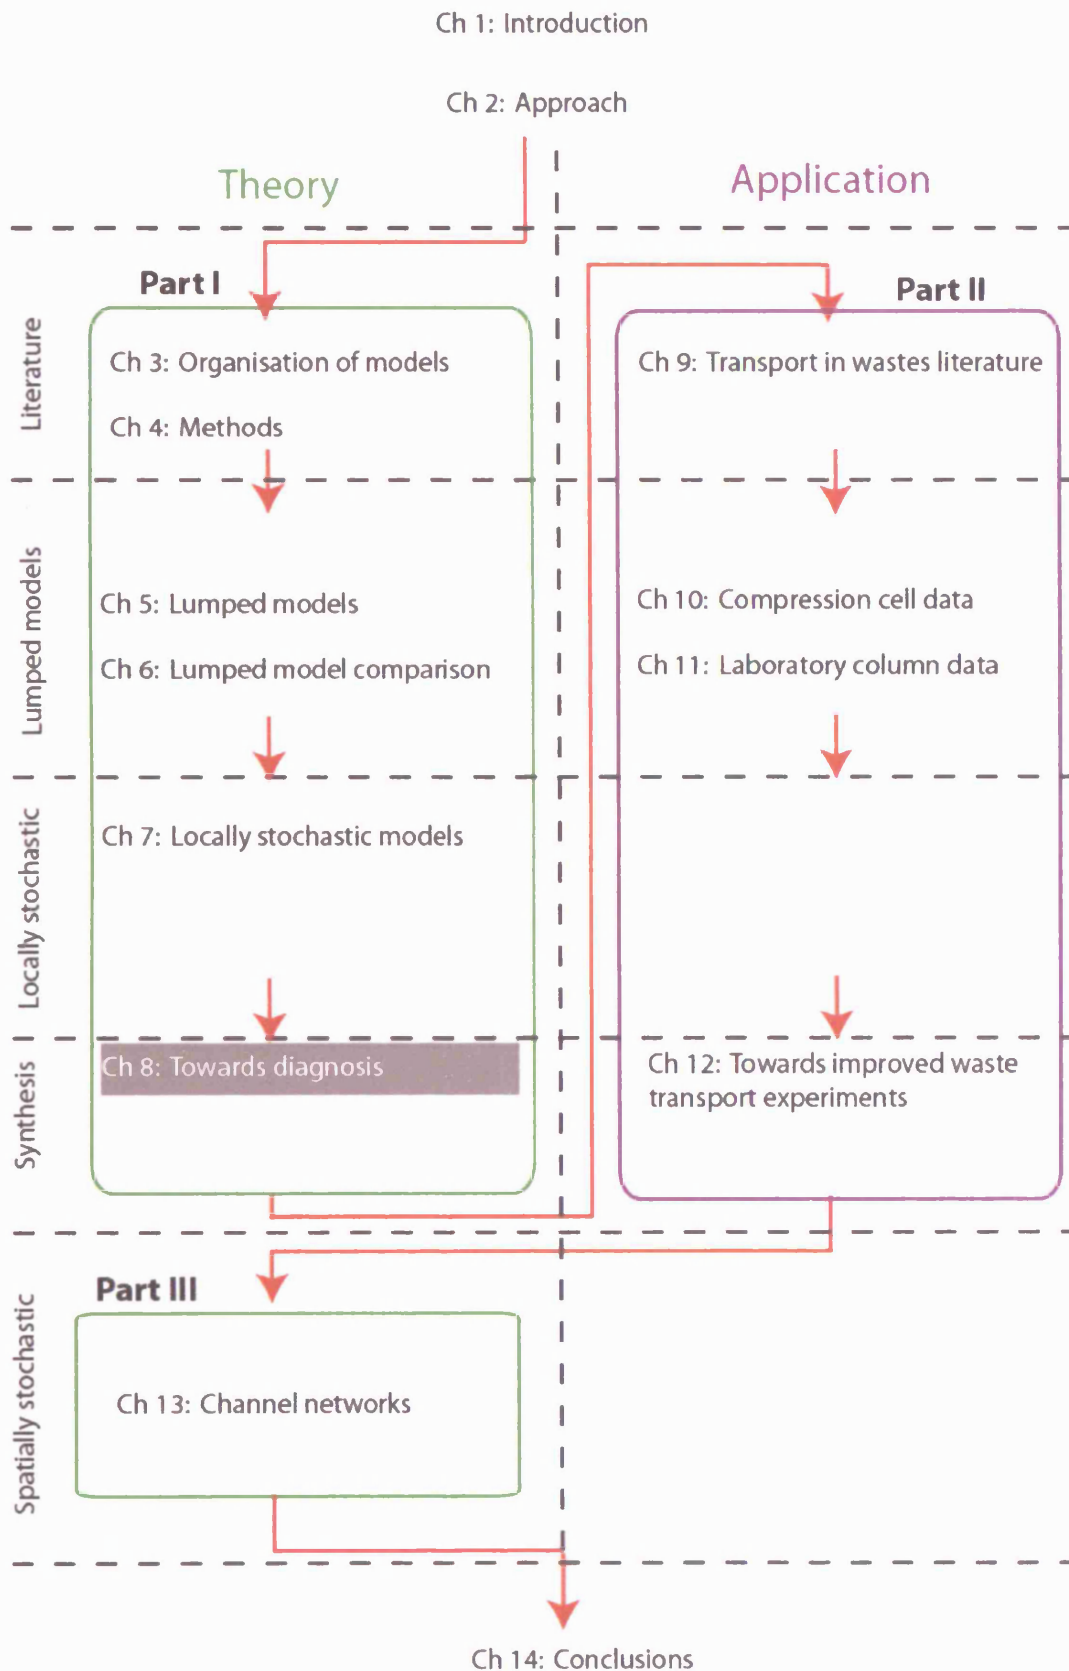 Ch 1: Introduction
Ch 2: Approach
Theory
Application
Literature
Part I
Ch 3: Organisation of models
Ch 4: Methods
Part II
Ch 9: Transport in wastes literature
Lumped models
Ch 5: Lumped models
Ch 6: Lumped model comparison
Ch 10: Compression cell data
Ch 11: Laboratory column data
Locally stochastic
Ch 7: Locally stochastic models
Synthesis
Ch 8: Towards diagnosis
Ch 12: Towards improved waste
transport experiments
Spatially stochastic
Part III
Ch 13: Channel networks
Ch 14: Conclusions